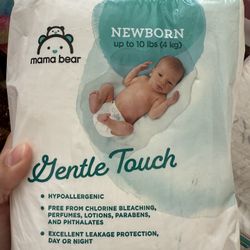 mama bear
NEWBORN
up to 10 lbs (4 kg)
Gentle Touch
• HYPOALLERGENIC
• FREE FROM CHLORINE BLEACHING,
PERFUMES, LOTIONS, PARABENS,
AND PHTHALATES
• EXCELLENT LEAKAGE PROTECTION,
DAY OR NIGHT